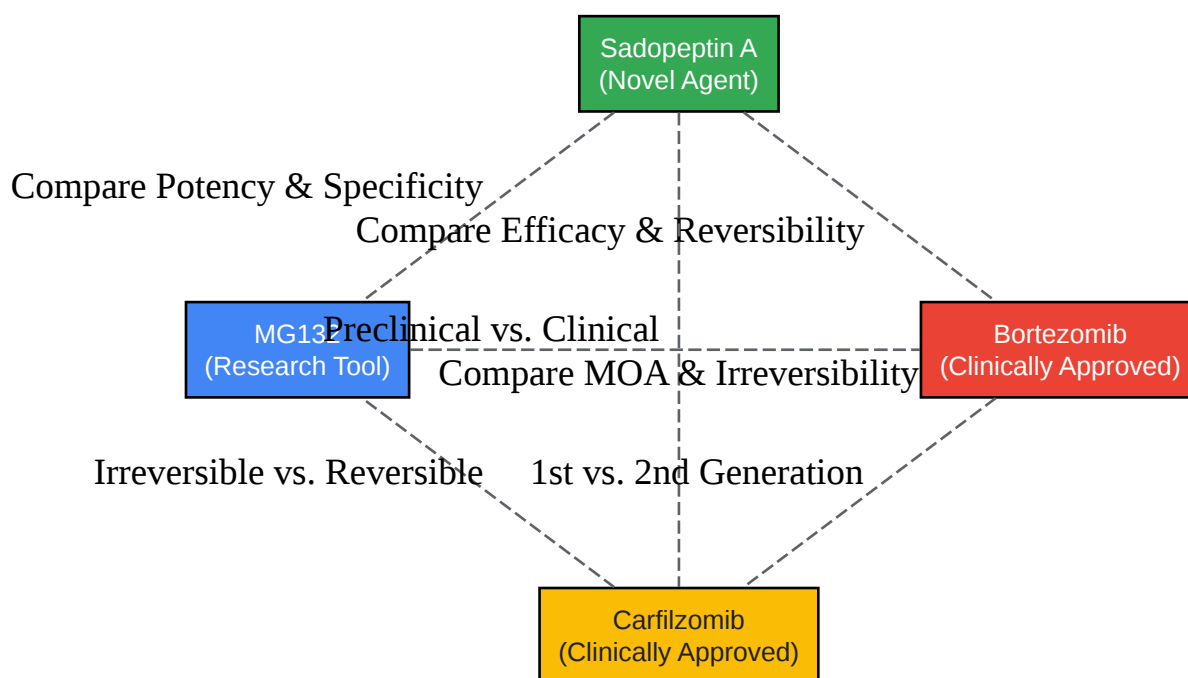 Sadopeptin A
(Novel Agent)
Compare Potency & Specificity
Compare Efficacy & Reversibility
MG132
(Research Tool)
Preclinical vs. Clinical
Compare MOA & Irreversibility
Bortezomib
(Clinically Approved)
Irreversible vs. Reversible
1st vs. 2nd Generation
Carfilzomib
(Clinically Approved)